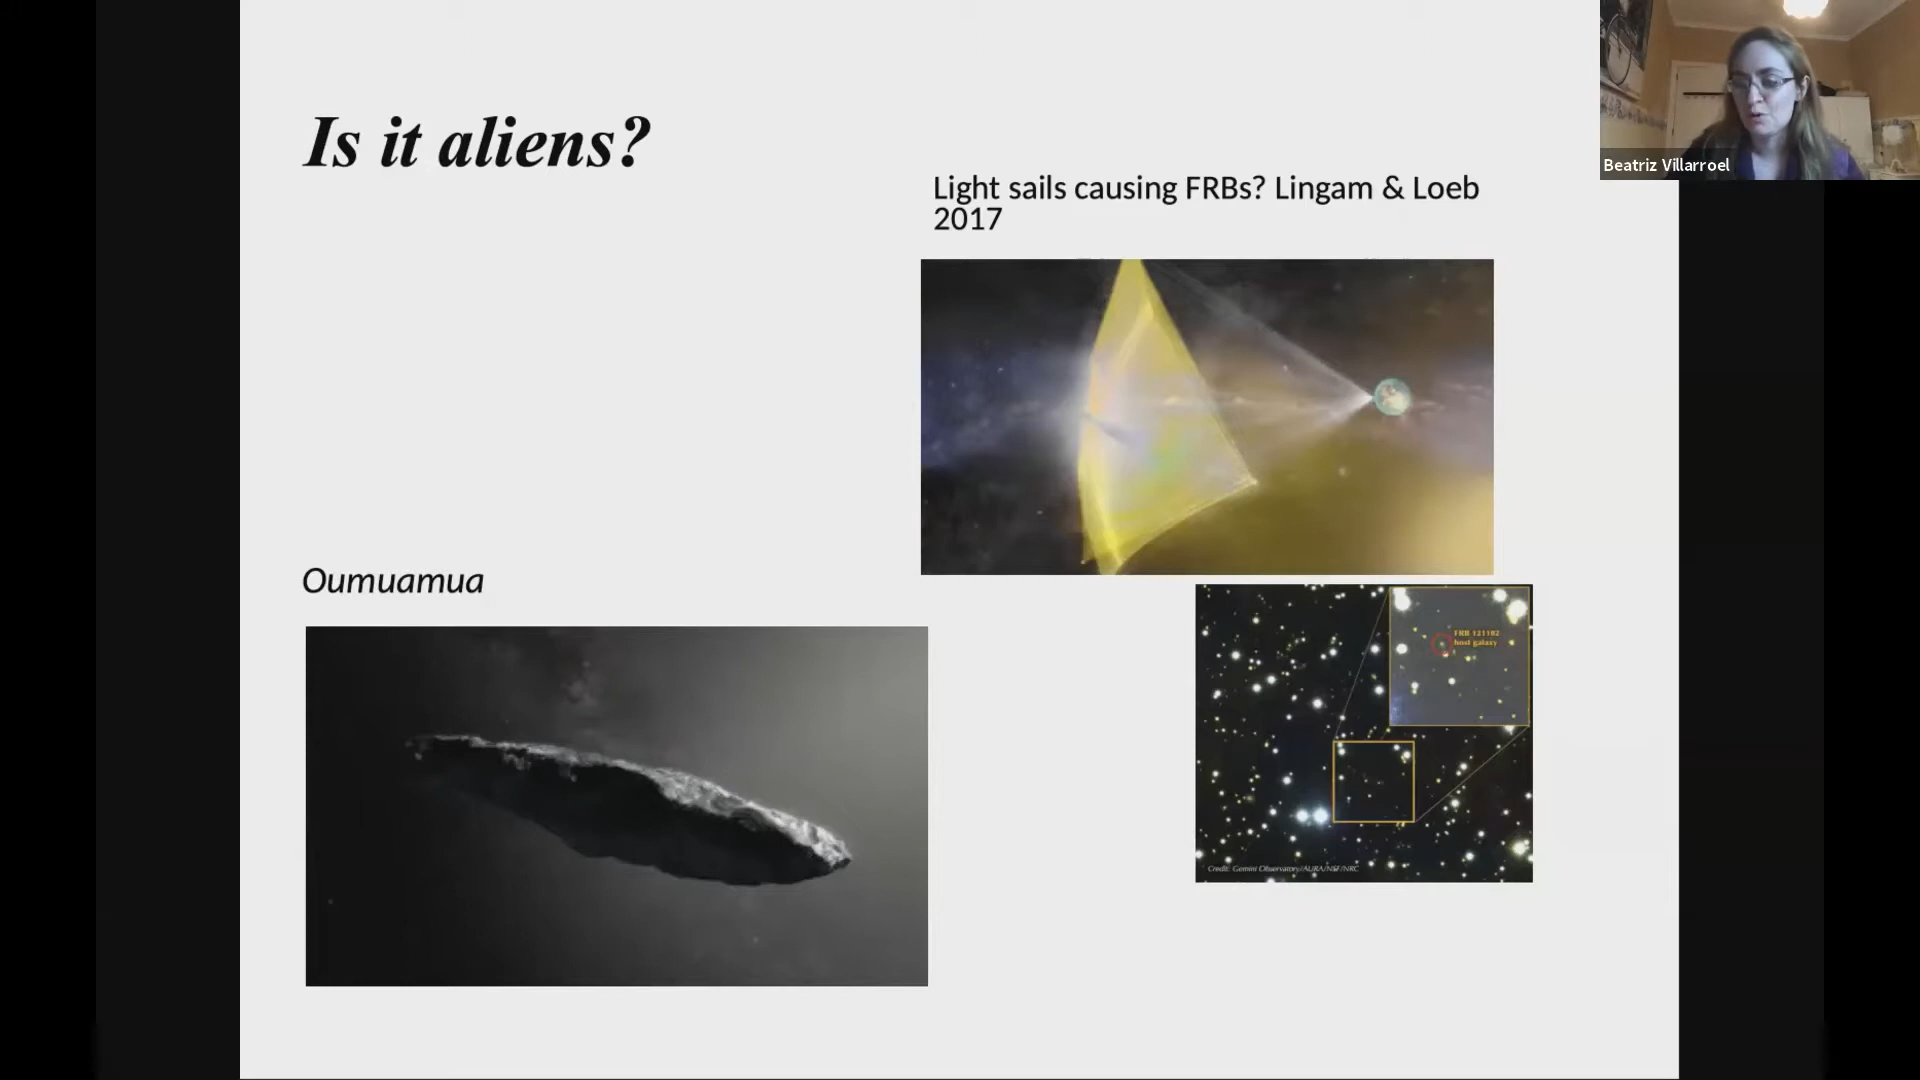 Is it aliens?
Beatriz Villarroel
Light sails causing FRBs? Lingam & Loeb
2017
Oumuamua
FRB 121102
host galaxy
Credit: Gemini Observatory/AURA/NSF/NRC